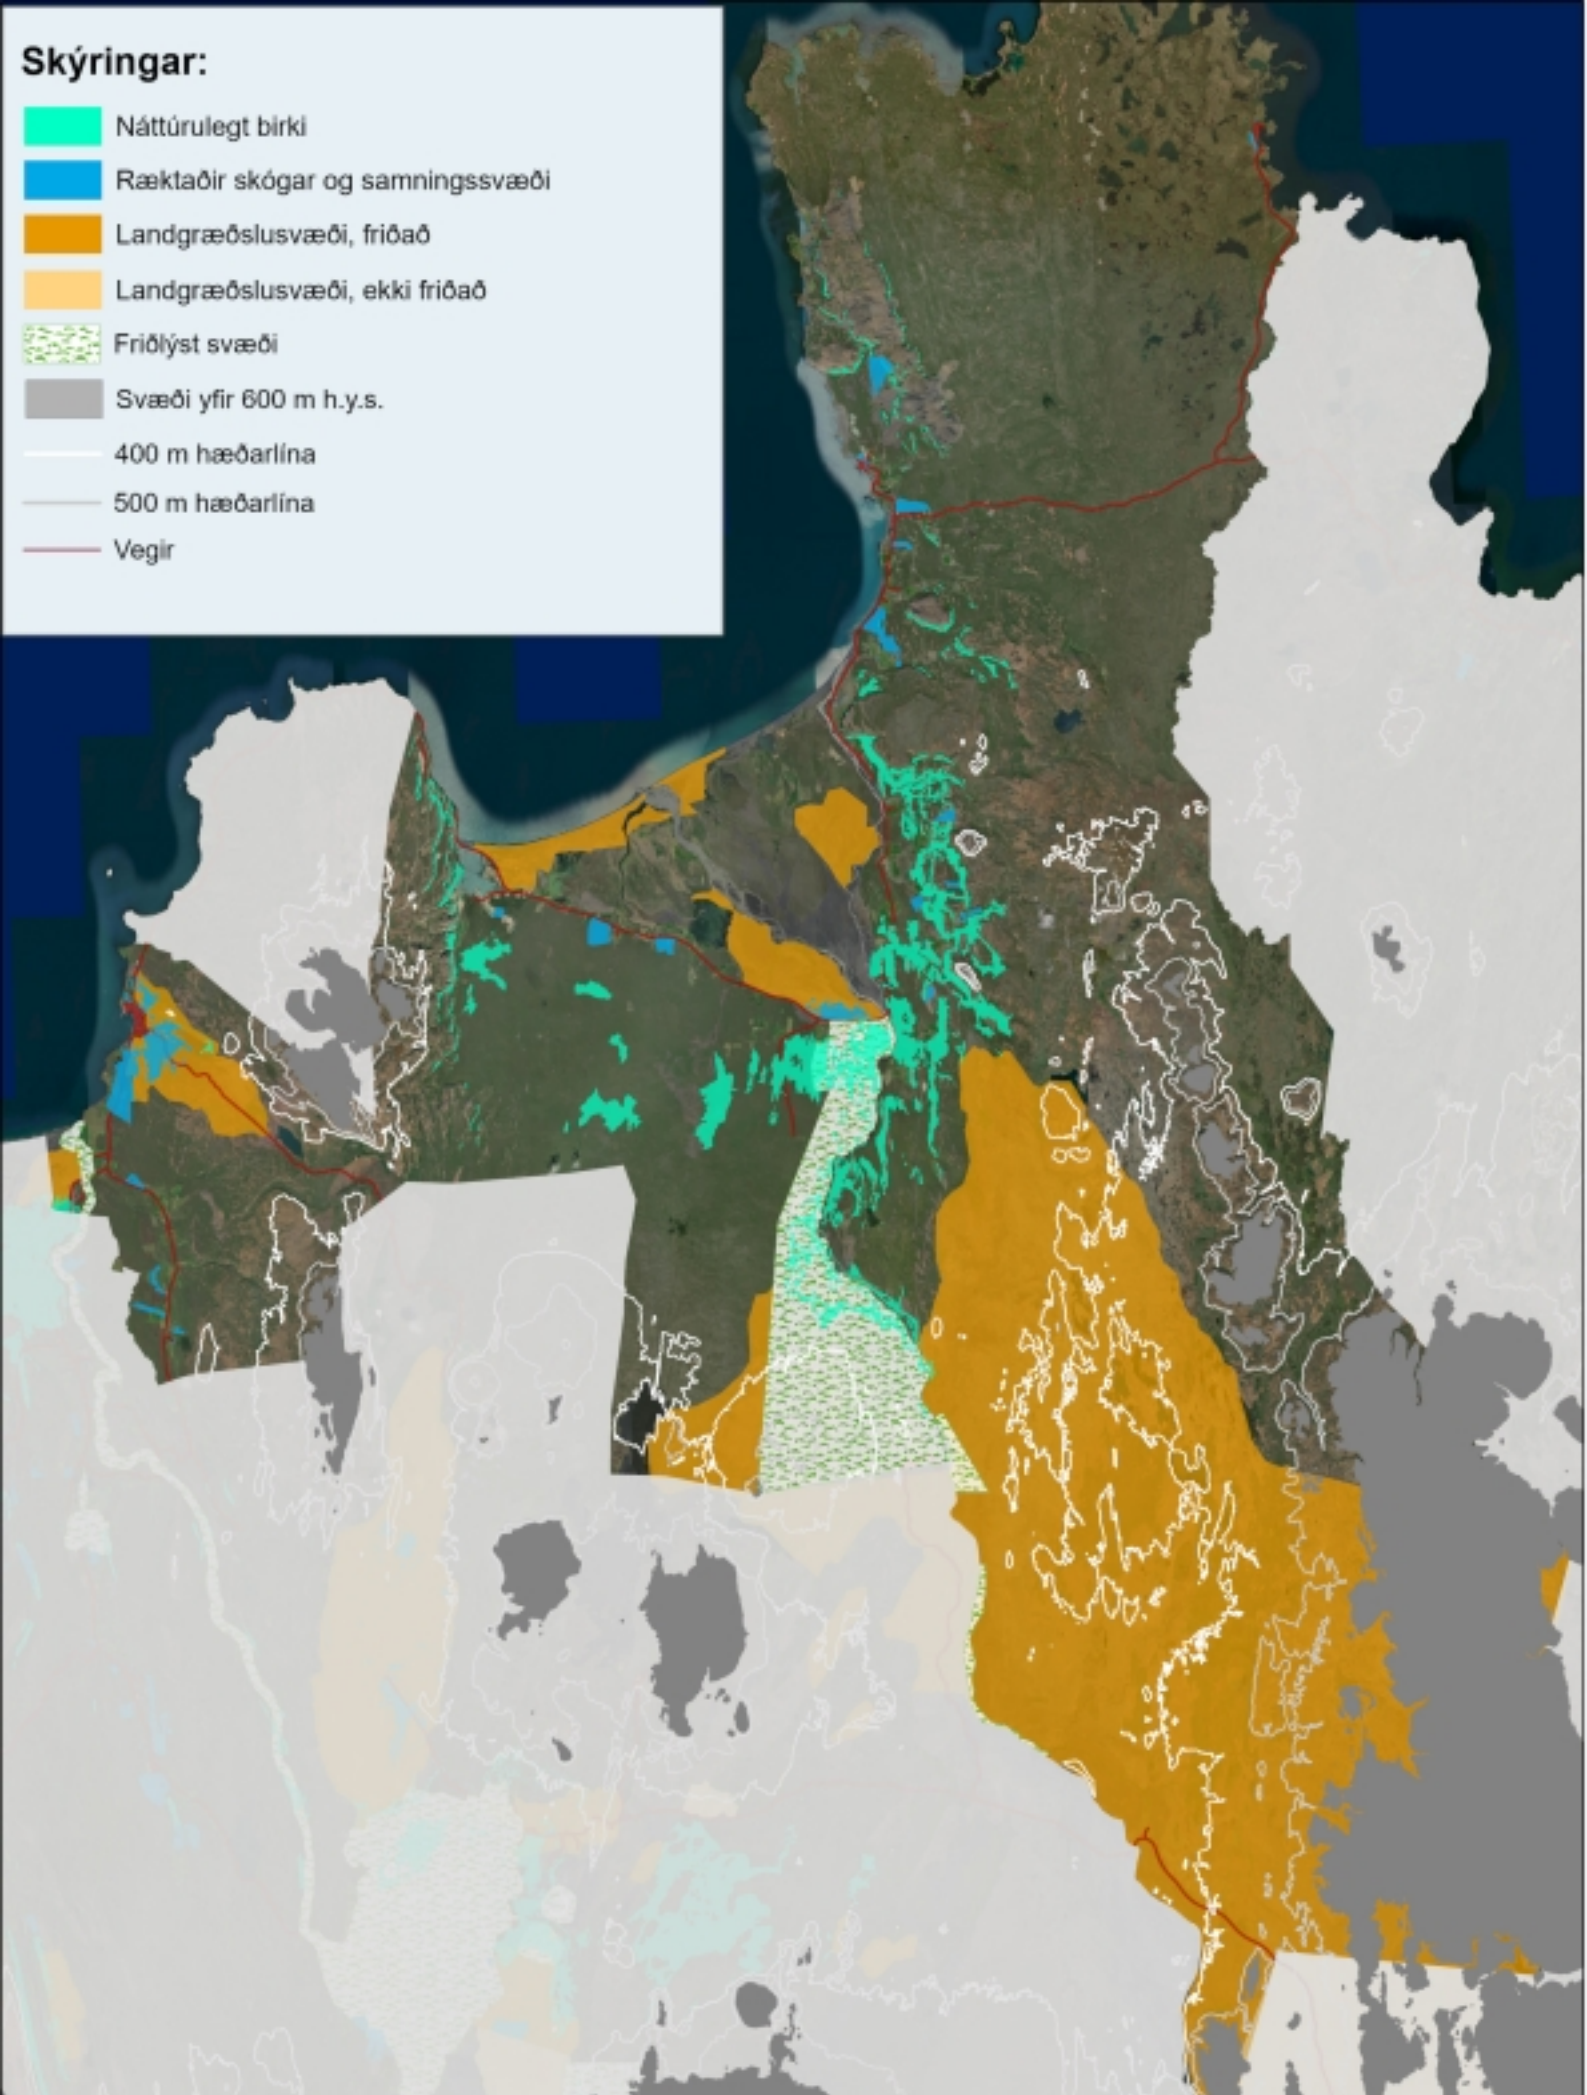 Skýringar:
Náttúrulegt birki
Ræktaðir skógar og samningssvæði
Landgræðslusvæði, friðað
Landgræðslusvæði, ekki friðað
Friðlýst svæði
Svæði yfir 600 m h.y.s.
400 m hæðarlína
500 m hæðarlína
Vegir